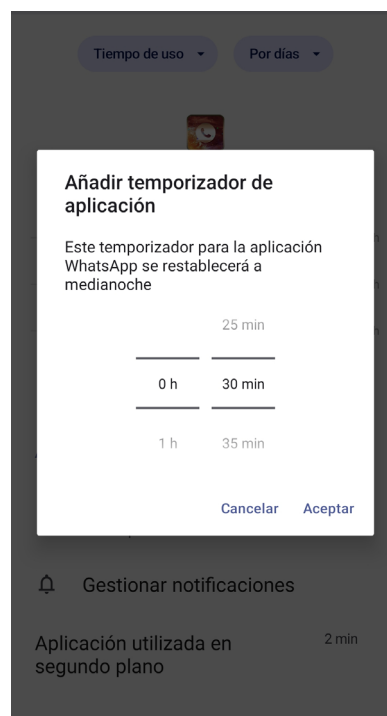 Tiempo de uso
Por días
Añadir temporizador de
aplicación
Este temporizador para la aplicación
WhatsApp se restablecerá a
medianoche
25 min
0 h 30 min
1 h 35 min
Cancelar Aceptar
Gestionar notificaciones
Aplicación utilizada en 2 min
segundo plano